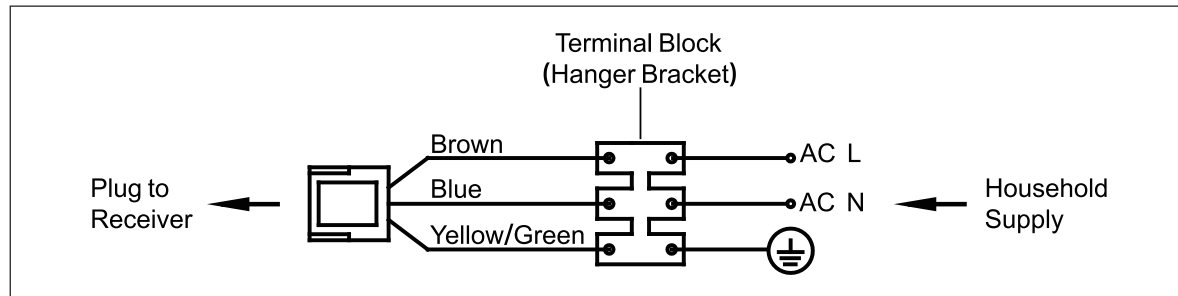 Terminal Block
(Hanger Bracket)
Brown
AC L
Plug to
Receiver
Blue
AC N
Household
Supply
Yellow/Green